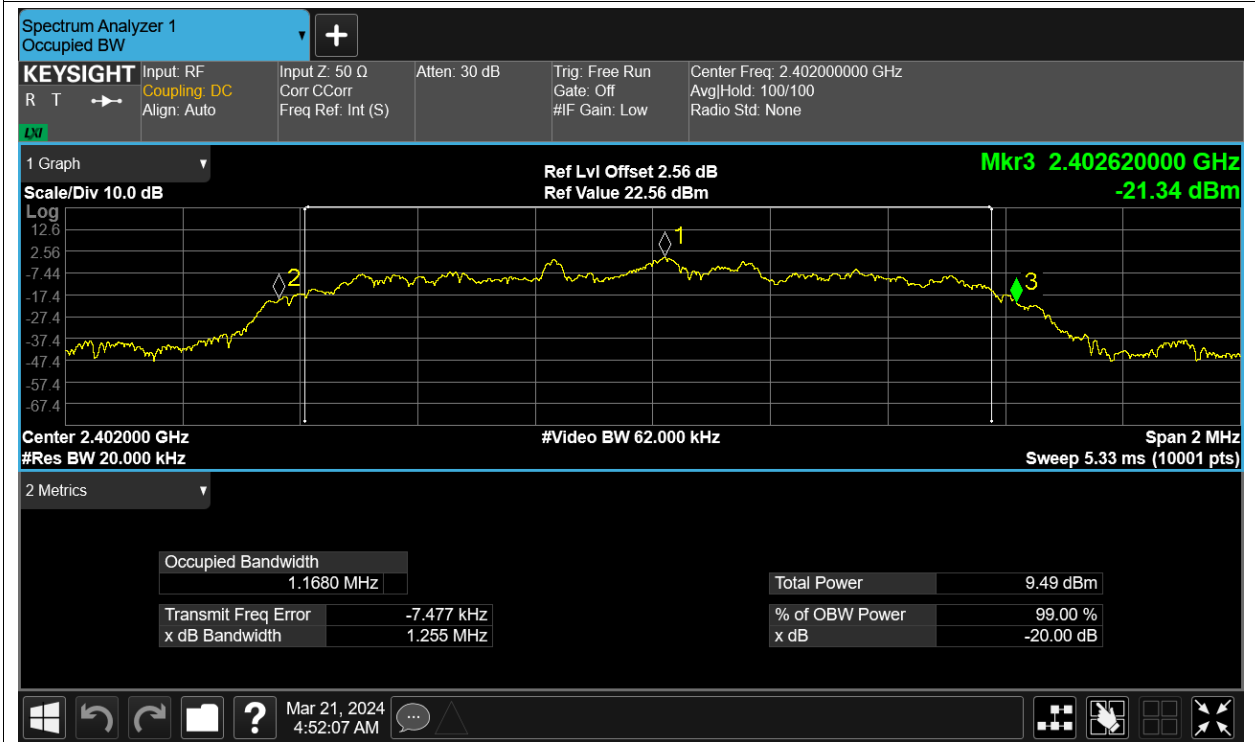 Spectrum Analyzer 1
Occupied BW
+
KEYSIGHT
R T
LXI
Input: RF
Coupling: DC
Align: Auto
Input Z: 50 Ω
Corr CCorr
Freq Ref: Int (S)
Atten: 30 dB
Trig: Free Run
Gate: Off
#IF Gain: Low
Center Freq: 2.402000000 GHz
Avg|Hold: 100/100
Radio Std: None
1 Graph
Scale/Div 10.0 dB
Ref Lvl Offset 2.56 dB
Ref Value 22.56 dBm
Mkr3 2.402620000 GHz
-21.34 dBm
Log
12.6
2.56
-7.44
-17.4
-27.4
-37.4
-47.4
-57.4
-67.4
1
2
3
Center 2.402000 GHz
#Video BW 62.000 kHz
Span 2 MHz
#Res BW 20.000 kHz
Sweep 5.33 ms (10001 pts)
2 Metrics
Occupied Bandwidth
1.1680 MHz
Transmit Freq Error -7.477 kHz
x dB Bandwidth 1.255 MHz
Total Power 9.49 dBm
% of OBW Power 99.00 %
x dB -20.00 dB
?
Mar 21, 2024
4:52:07 AM